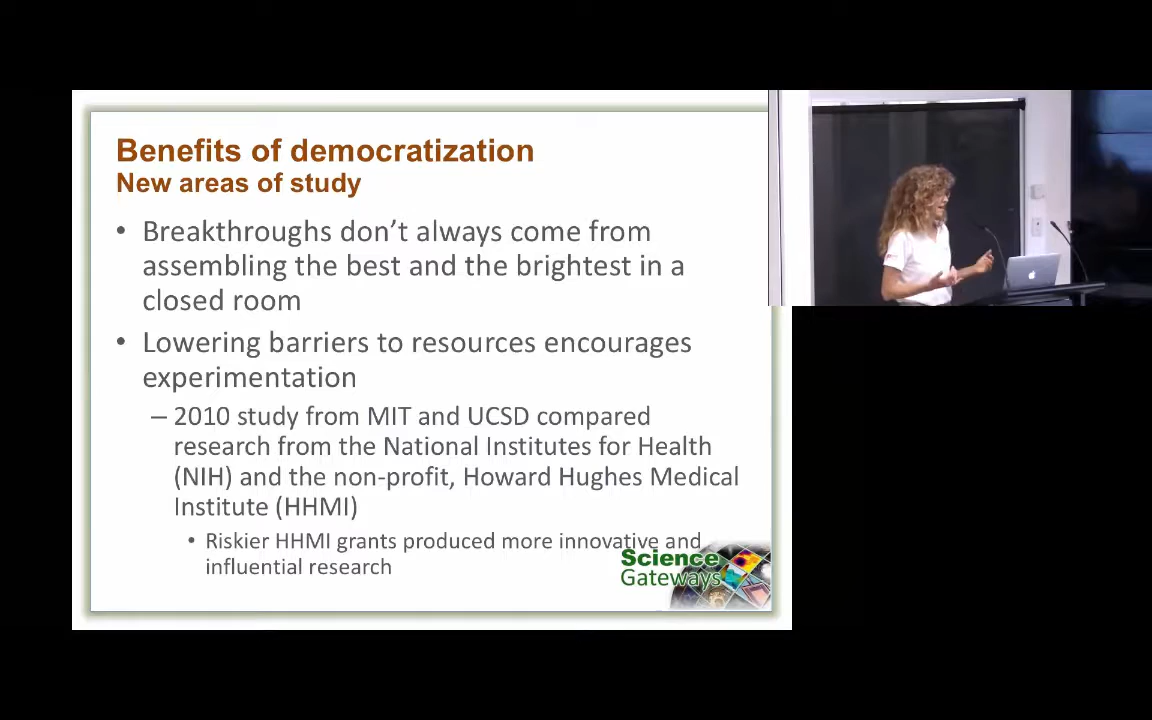 Benefits of democratization
New areas of study
• Breakthroughs don’t always come from
assembling the best and the brightest in a
closed room
• Lowering barriers to resources encourages
experimentation
– 2010 study from MIT and UCSD compared
research from the National Institutes for Health
(NIH) and the non-profit, Howard Hughes Medical
Institute (HHMI)
• Riskier HHMI grants produced more innovative and
influential research
Science
Gateways